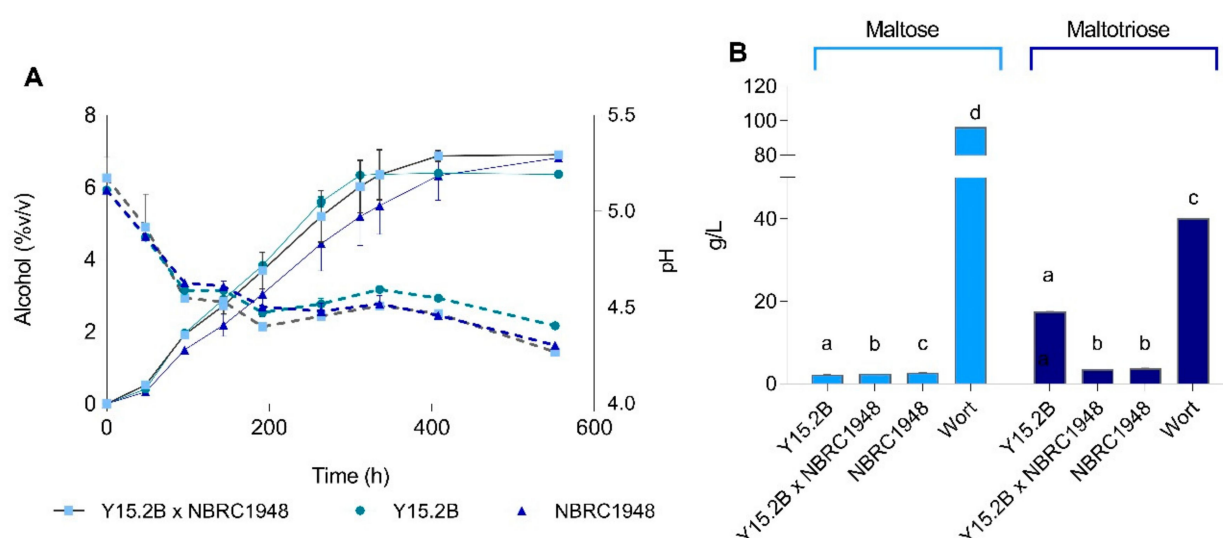 A
8
6
4
2
0
Alcohol (%v/v)
5.5
5.0
4.5
4.0
pH
0
200
400
600
Time (h)
Y15.2B x NBRC1948
Y15.2B
NBRC1948
B
Maltose
Maltotriose
120
100
80
40
20
0
g/L
a
b
c
d
a
a
b
b
c
Y15.2B
Y15.2B x NBRC1948
NBRC1948
Wort
Y15.2B
Y15.2B x NBRC1948
NBRC1948
Wort